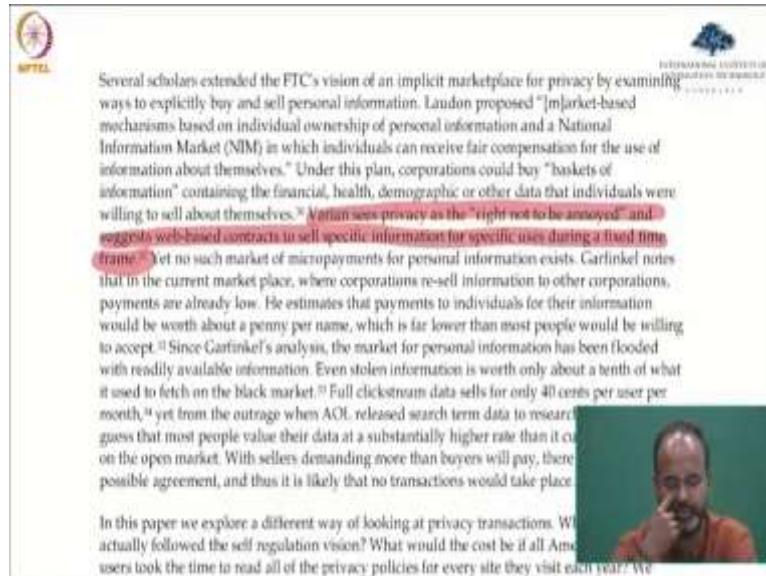 NPTEL
Several scholars extended the FTC's vision of an implicit marketplace for privacy by examining
ways to explicitly buy and sell personal information. Laudon proposed "[m]arket-based
mechanisms based on individual ownership of personal information and a National
Information Market (NIM) in which individuals can receive fair compensation for the use of
information about themselves." Under this plan, corporations could buy "baskets of
information" containing the financial, health, demographic or other data that individuals were
willing to sell about themselves. Varian sees privacy as the "right not to be annoyed" and
suggests web-based contracts to sell specific information for specific uses during a fixed time
frame. Yet no such market of micropayments for personal information exists. Garfinkel notes
that in the current market place, where corporations re-sell information to other corporations,
payments are already low. He estimates that payments to individuals for their information
would be worth about a penny per name, which is far lower than most people would be willing
to accept. Since Garfinkel's analysis, the market for personal information has been flooded
with readily available information. Even stolen information is worth only about a tenth of what
it used to fetch on the black market. Full clickstream data sells for only 40 cents per user per
month, yet from the outrage when AOL released search term data to research
guess that most people value their data at a substantially higher rate than it cu
on the open market. With sellers demanding more than buyers will pay, there
possible agreement, and thus it is likely that no transactions would take place
In this paper we explore a different way of looking at privacy transactions. Wh
actually followed the self regulation vision? What would the cost be if all Ame
users took the time to read all of the privacy policies for every site they visit each year? We